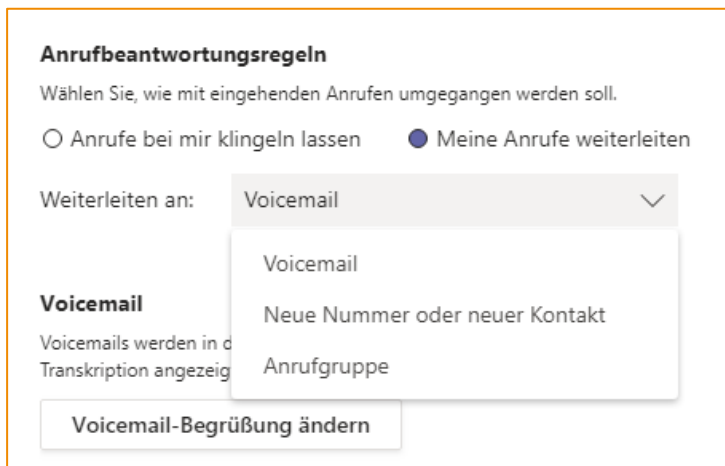 Anrufbeantwortungsregeln
Wählen Sie, wie mit eingehenden Anrufen umgegangen werden soll.
Anrufe bei mir klingeln lassen Meine Anrufe weiterleiten
Weiterleiten an: Voicemail
Voicemail
Neue Nummer oder neuer Kontakt
Anrufgruppe
Voicemail
Voicemails werden in
Transkription
Voicemail-Begrüßung ändern